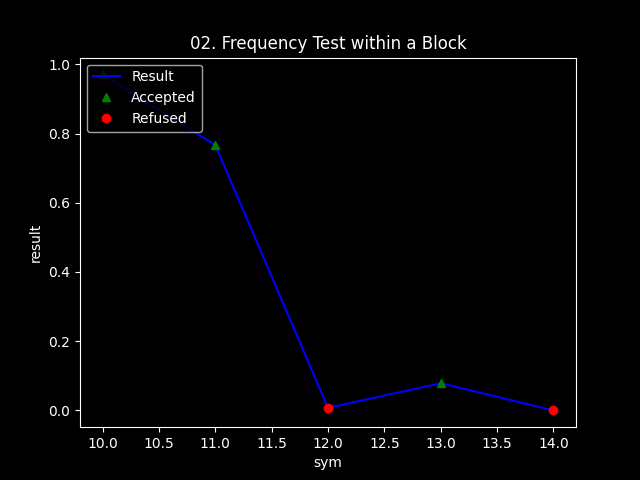 02. Frequency Test within a Block
Result
Accepted
Refused
1.0
0.8
0.6
0.4
0.2
0.0
result
10.0 10.5 11.0 11.5 12.0 12.5 13.0 13.5 14.0
sym